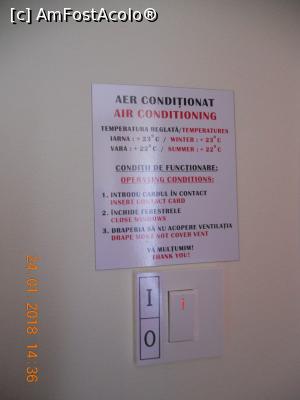 [c] AmFostAcolo®
AER CONDIȚIONAT
AIR CONDITIONING
TEMPERATURA REGLATĂ/TEMPERATURES
IARNA : + 23°C / WINTER : + 23°C
VARA : + 22°C / SUMMER : + 22°C
CONDIȚII DE FUNCȚIONARE:
OPERATING CONDITIONS:
1. INTRODU CARDUL ÎN CONTACT
INSERT CONTACT CARD
2. ÎNCHIDE FERESTRELE
CLOSE WINDOWS
3. DRAPERIA SĂ NU ACOPERE VENTILAȚIA
DRAPE MUST NOT COVER VENT
VĂ MULȚUMIM!
THANK YOU!
I
O
24 01 2018 14:36